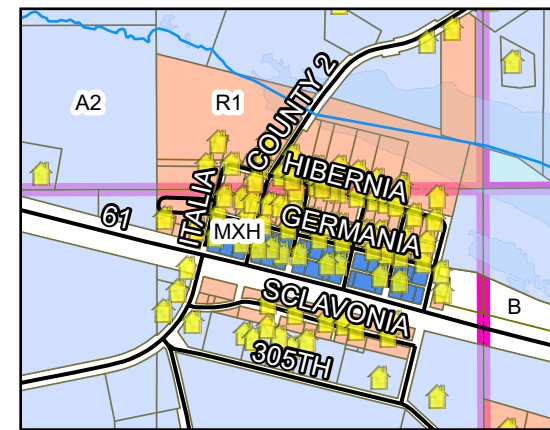 A2
R1
COUNTY 2
HIBERNIA
ITALIA
61
MXH
GERMANIA
SCLAVONIA
B
305TH